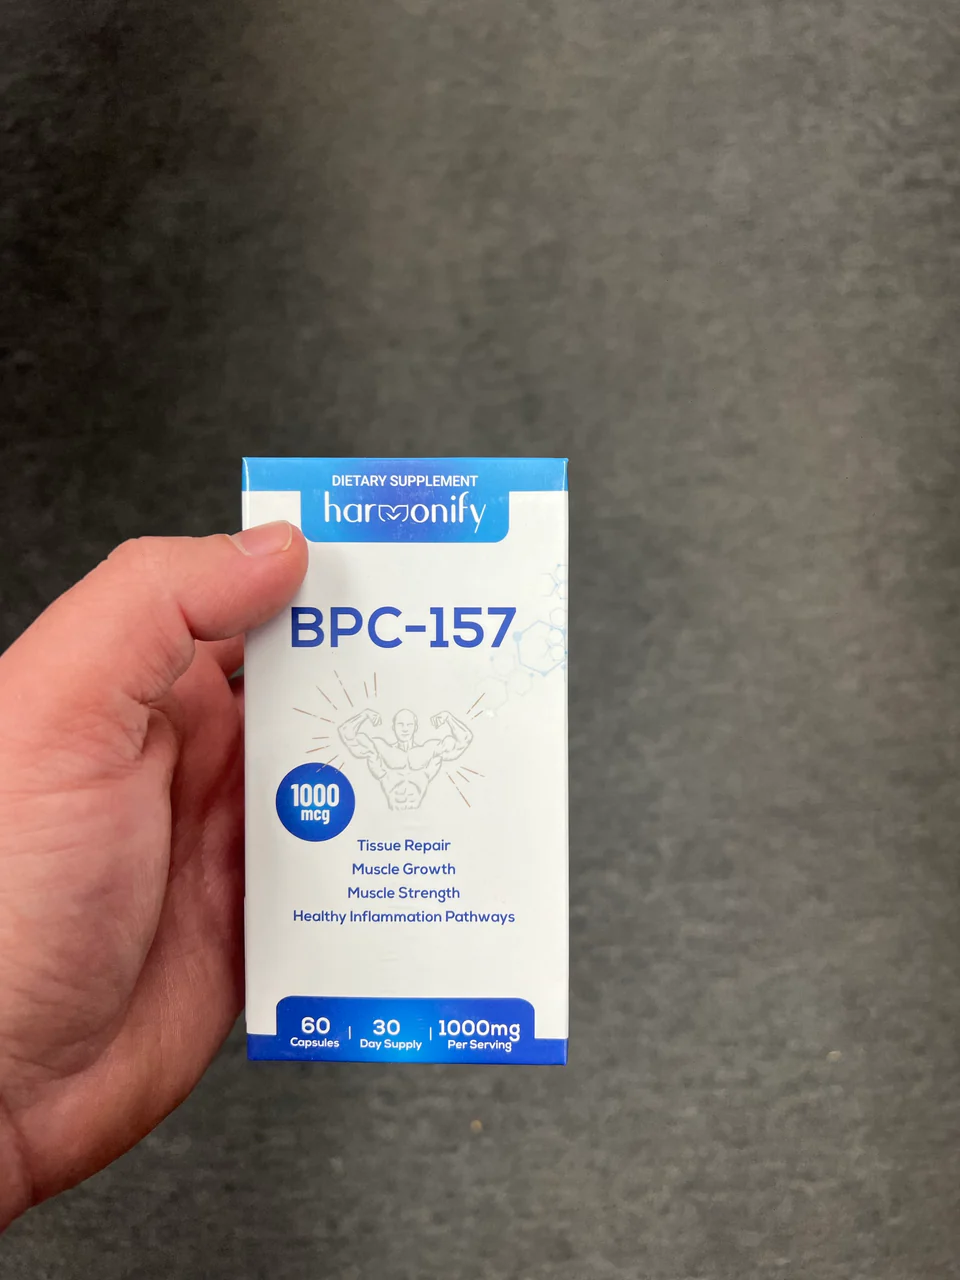 DIETARY SUPPLEMENT
harmonify
BPC-157
1000
mcg
Tissue Repair
Muscle Growth
Muscle Strength
Healthy Inflammation Pathways
60
Capsules
30
Day Supply
1000mg
Per Serving